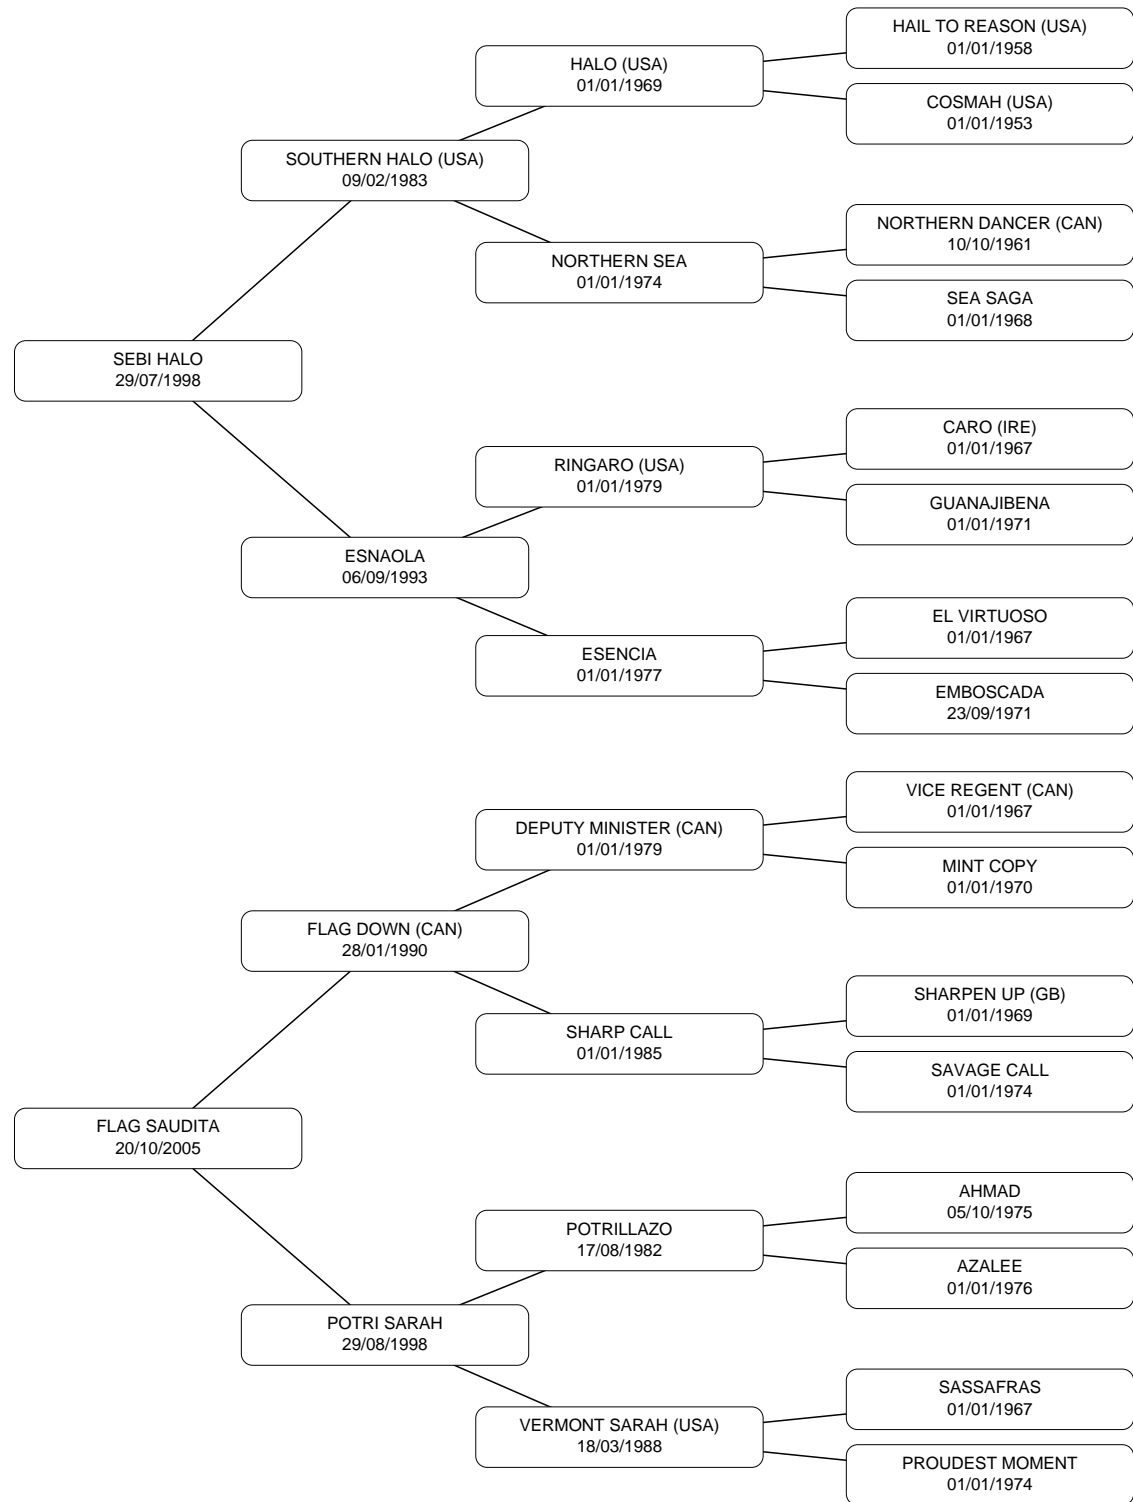 HAIL TO REASON (USA)
01/01/1958
HALO (USA)
01/01/1969
COSMAH (USA)
01/01/1953
SOUTHERN HALO (USA)
09/02/1983
NORTHERN DANCER (CAN)
10/10/1961
NORTHERN SEA
01/01/1974
SEA SAGA
01/01/1968
SEBI HALO
29/07/1998
CARO (IRE)
01/01/1967
RINGARO (USA)
01/01/1979
GUANAJIBENA
01/01/1971
ESNAOLA
06/09/1993
EL VIRTUOSO
01/01/1967
ESENCIA
01/01/1977
EMBOSCADA
23/09/1971
VICE REGENT (CAN)
01/01/1967
DEPUTY MINISTER (CAN)
01/01/1979
MINT COPY
01/01/1970
FLAG DOWN (CAN)
28/01/1990
SHARPEN UP (GB)
01/01/1969
SHARP CALL
01/01/1985
SAVAGE CALL
01/01/1974
FLAG SAUDITA
20/10/2005
AHMAD
05/10/1975
POTRILLAZO
17/08/1982
AZALEE
01/01/1976
POTRI SARAH
29/08/1998
SASSAFRAS
01/01/1967
VERMONT SARAH (USA)
18/03/1988
PROUDEST MOMENT
01/01/1974